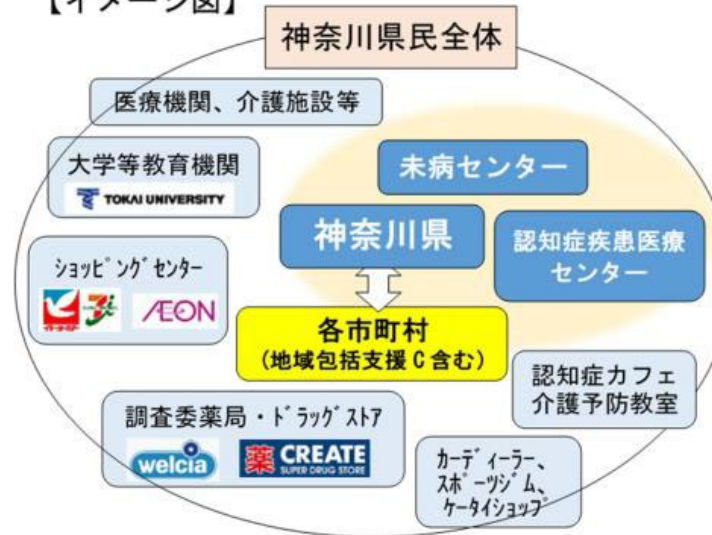 【イメージ図】
神奈川県民全体
医療機関、介護施設等
大学等教育機関
TOKAI UNIVERSITY
未病センター
神奈川県
認知症疾患医療
センター
ショッピングセンター
ÆON
各市町村
(地域包括支援C含む)
認知症カフェ
介護予防教室
調査委薬局・ドラッグストア
welcia
薬 CREATE
SUPER DRUG STORE
カーディーラー、
スポーツジム、
ケータイショップ